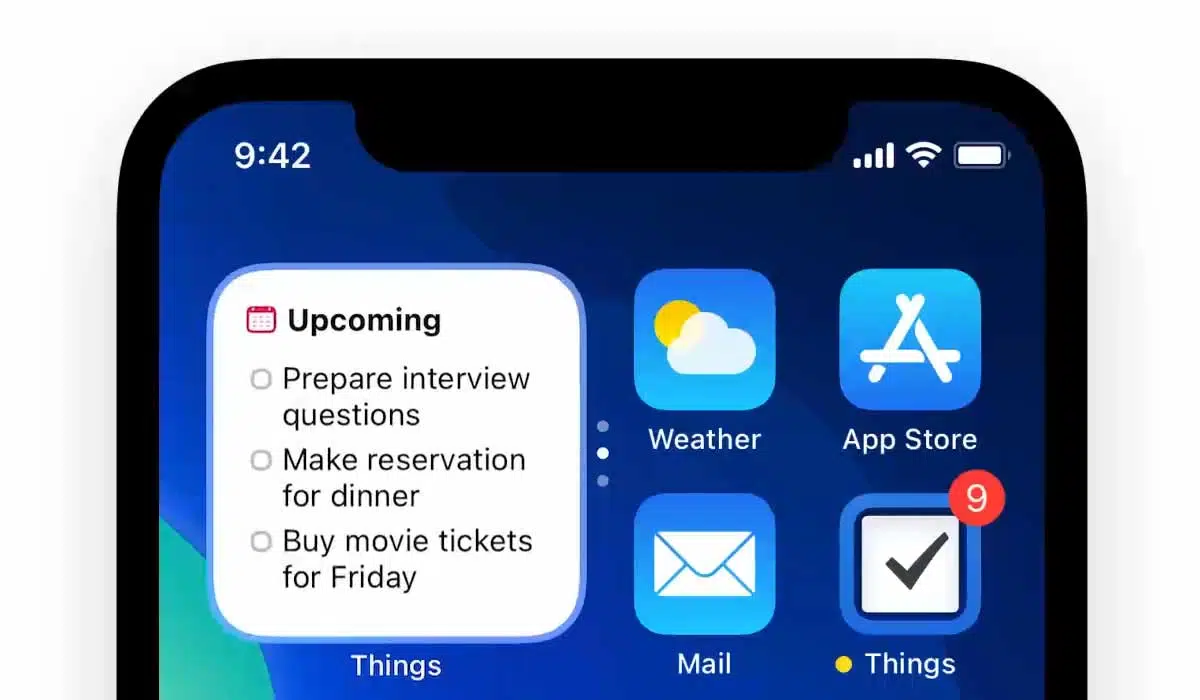 9:42
Upcoming
Prepare interview
questions
Make reservation
for dinner
Buy movie tickets
for Friday
Things
Weather
App Store
9
Mail
Things